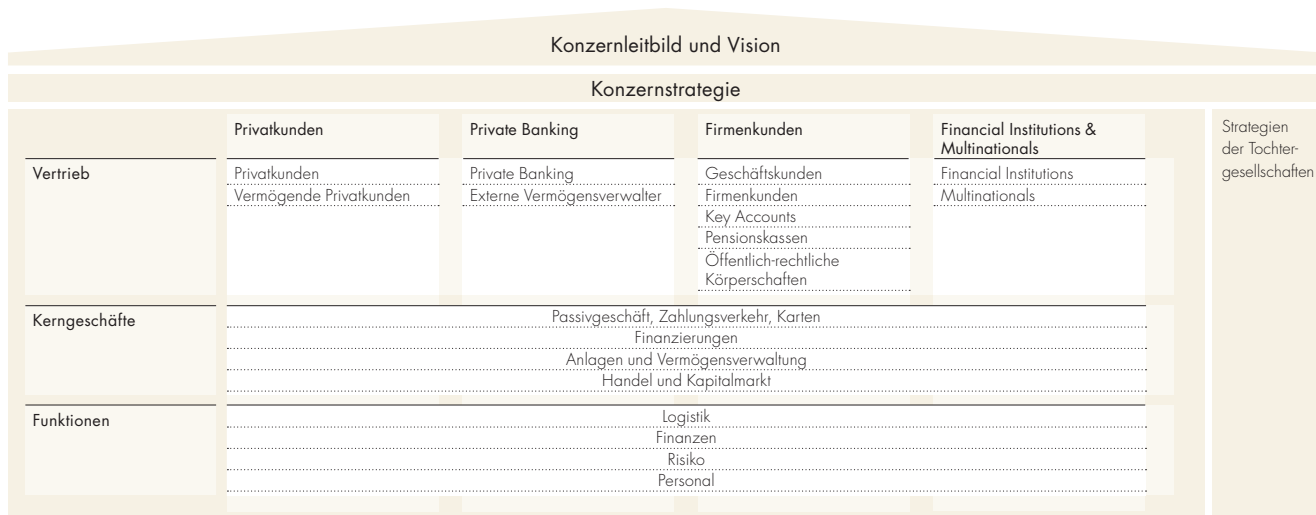 Konzernleitbild und Vision
Konzernstrategie
Privatkunden
Private Banking
Firmenkunden
Financial Institutions &
Multinationals
Strategien
der Tochter-
gesellschaften
Vertrieb
Privatkunden
Vermögende Privatkunden
Private Banking
Externe Vermögensverwalter
Geschäftskunden
Firmenkunden
Key Accounts
Pensionskassen
Öffentlich-rechtliche
Körperschaften
Financial Institutions
Multinationals
Kerngeschäfte
Passivgeschäft, Zahlungsverkehr, Karten
Finanzierungen
Anlagen und Vermögensverwaltung
Handel und Kapitalmarkt
Funktionen
Logistik
Finanzen
Risiko
Personal